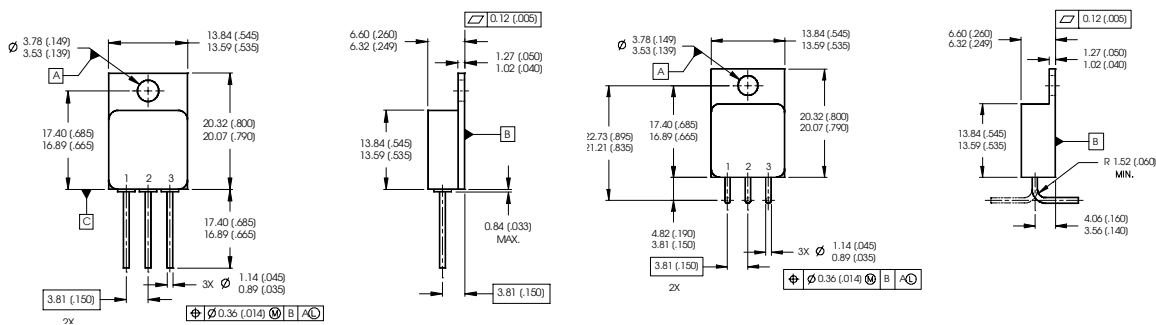 0.12 (.005)
6.60 (.260)
6.32 (.249)
13.84 (.545)
13.59 (.535)
Ø 3.78 (.149)
3.53 (.139)
A
1.27 (.050)
1.02 (.040)
17.40 (.685)
16.89 (.665)
20.32 (.800)
20.07 (.790)
13.84 (.545)
13.59 (.535)
B
1 2 3
C
17.40 (.685)
16.89 (.665)
0.84 (.033)
MAX.
3X Ø 1.14 (.045)
0.89 (.035)
3.81 (.150)
2X
3.81 (.150)
⌖ Ø 0.36 (.014) Ⓜ B A Ⓛ
0.12 (.005)
6.60 (.260)
6.32 (.249)
13.84 (.545)
13.59 (.535)
Ø 3.78 (.149)
3.53 (.139)
A
1.27 (.050)
1.02 (.040)
17.40 (.685)
16.89 (.665)
20.32 (.800)
20.07 (.790)
22.73 (.895)
21.21 (.835)
13.84 (.545)
13.59 (.535)
B
1 2 3
R 1.52 (.060)
MIN.
4.82 (.190)
3.81 (.150)
4.06 (.160)
3.56 (.140)
3X Ø 1.14 (.045)
0.89 (.035)
3.81 (.150)
2X
⌖ Ø 0.36 (.014) Ⓜ B A Ⓛ